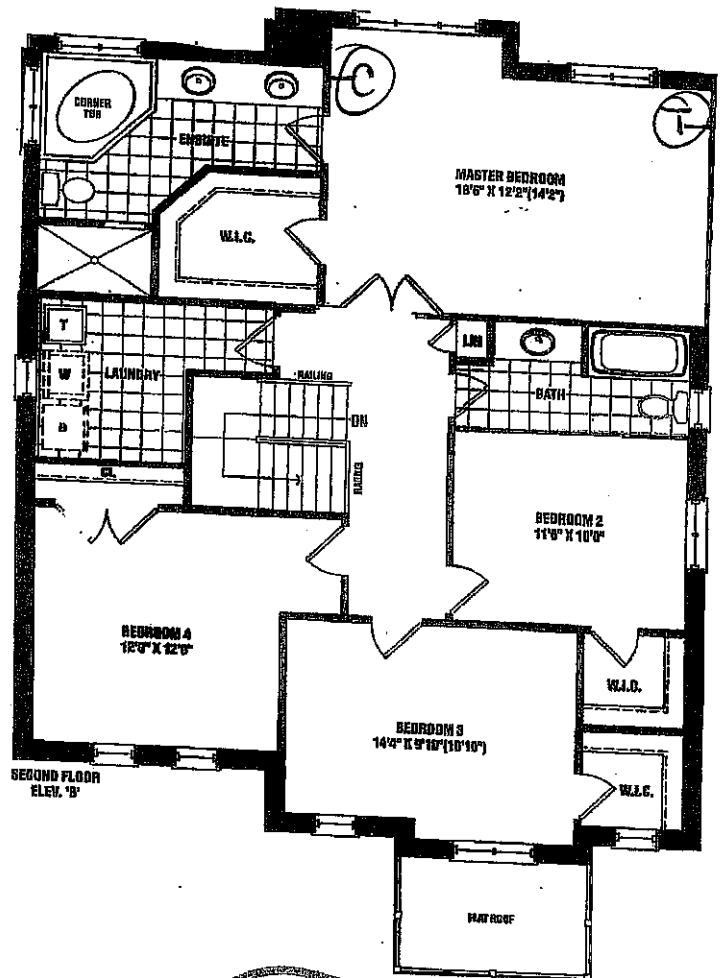 CORNER
TUB
ENSUITE
C
T
MASTER BEDROOM
18'6" X 12'2"(14'2")
W.I.C.
T
W
D
LAUNDRY
RAILING
DN
RAILING
LIN
BATH
CL.
BEDROOM 2
11'6" X 10'0"
BEDROOM 4
12'0" X 12'0"
W.I.C.
BEDROOM 3
14'4" X 9'10"(10'10")
W.I.C.
SECOND FLOOR
ELEV. 'B'
FLAT ROOF